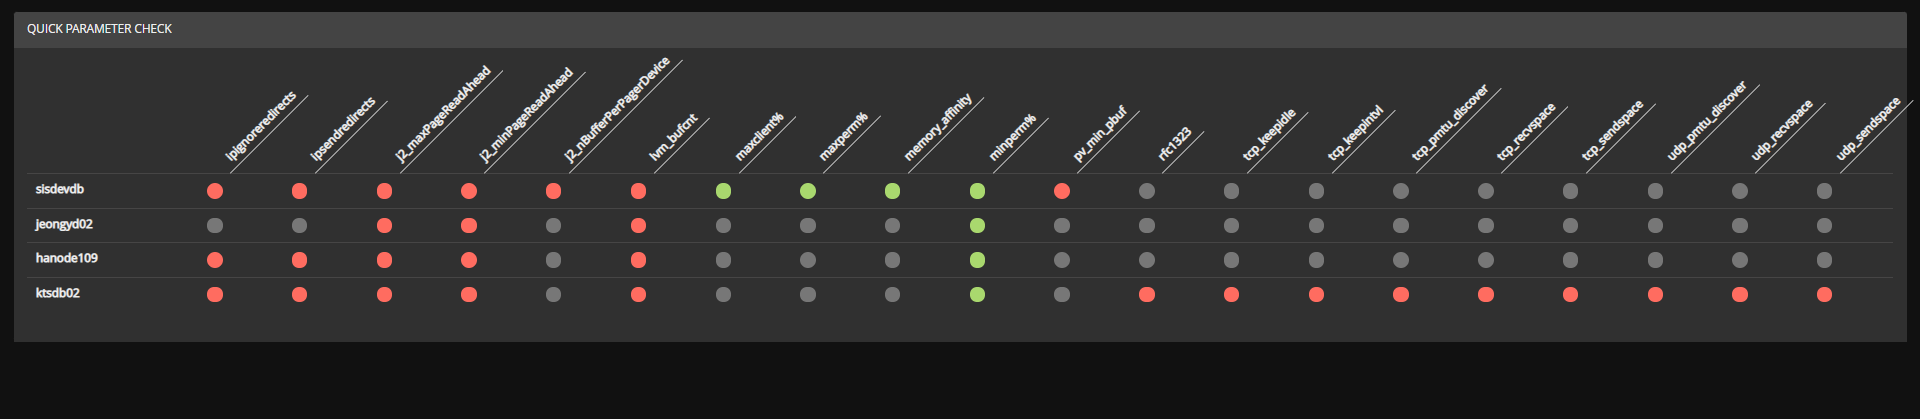 QUICK PARAMETER CHECK
ipignoreredirects
ipsendredirects
j2_maxPageReadAhead
j2_minPageReadAhead
j2_nBufferPerPagerDevice
lvm_bufcnt
maxclient%
maxperm%
memory_affinity
minperm%
pv_min_pbuf
rfc1323
tcp_keepidle
tcp_keepintvl
tcp_pmtu_discover
tcp_recvspace
tcp_sendspace
udp_pmtu_discover
udp_recvspace
udp_sendspace
sisdevdb
jeongyd02
hanode109
ktsdb02